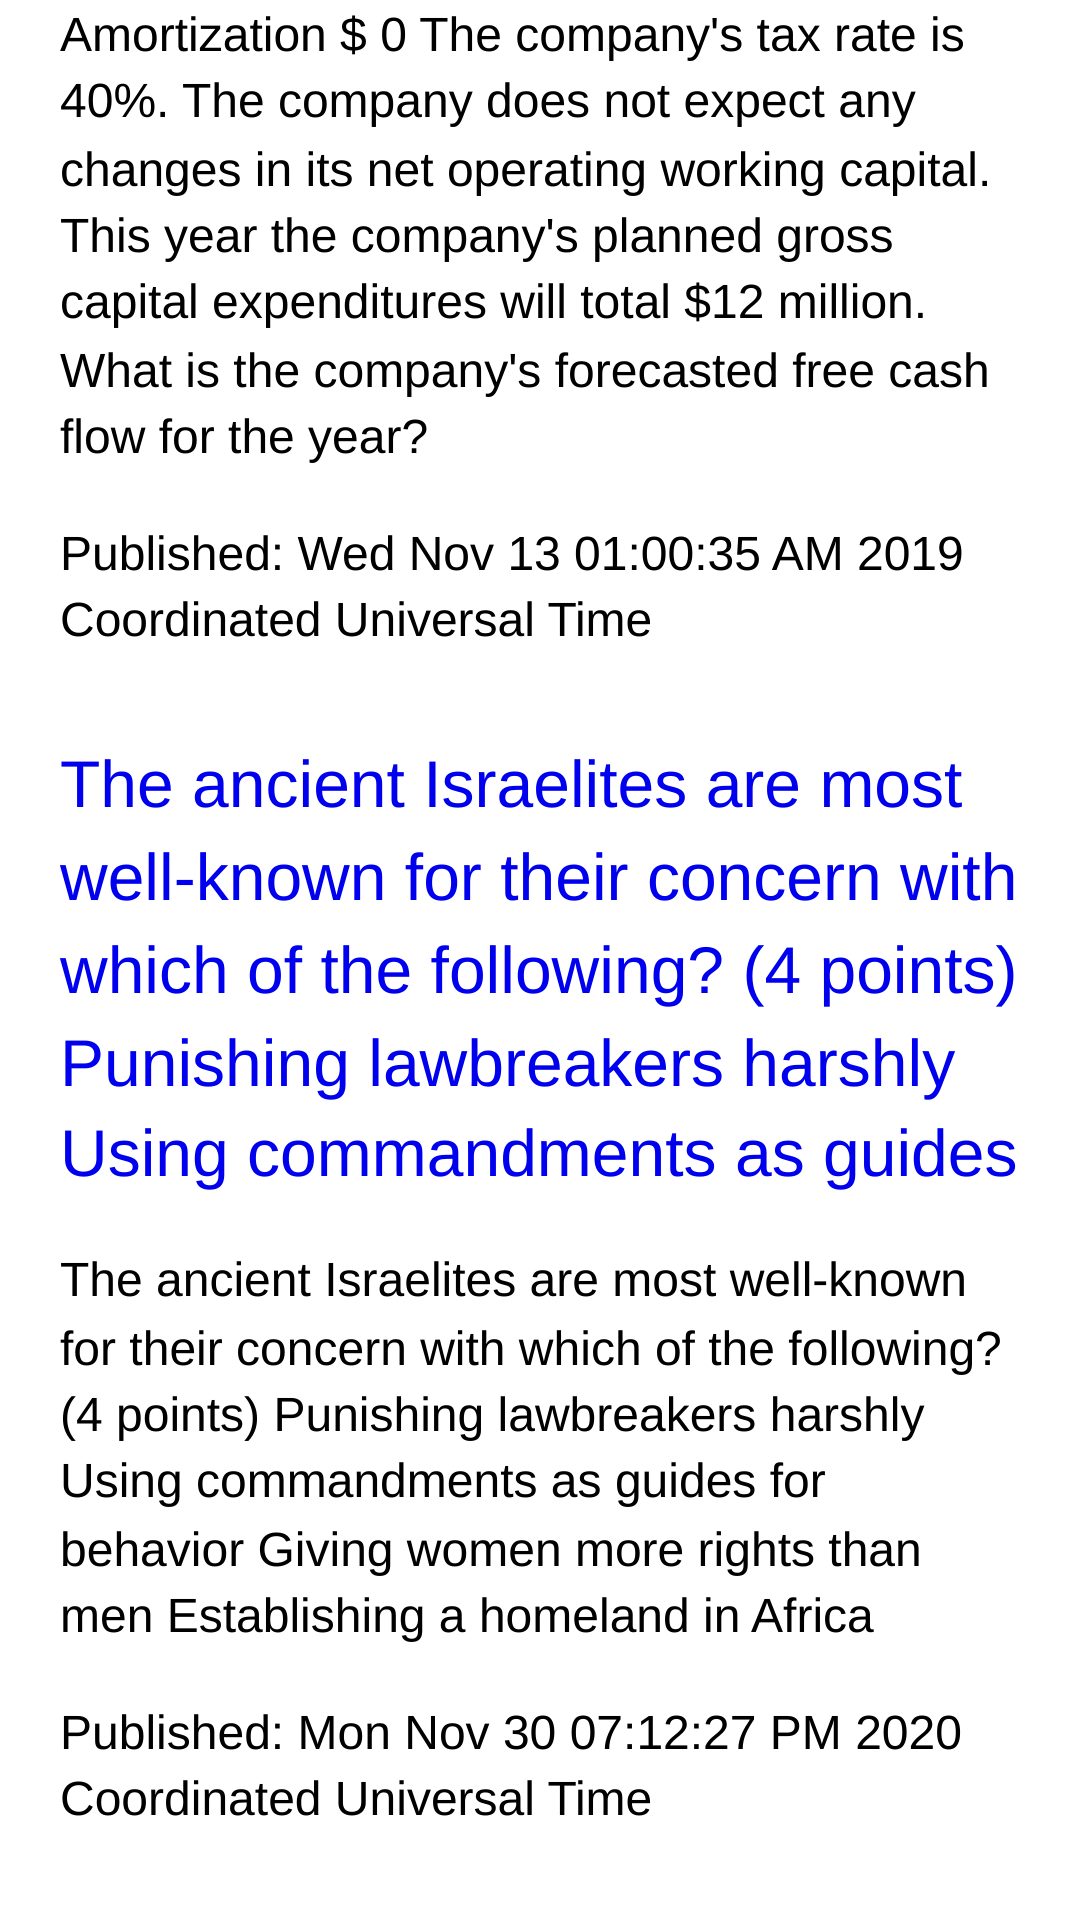 Amortization $ 0 The company's tax rate is
40%. The company does not expect any
changes in its net operating working capital.
This year the company's planned gross
capital expenditures will total $12 million.
What is the company's forecasted free cash
flow for the year?
Published: Wed Nov 13 01:00:35 AM 2019
Coordinated Universal Time
The ancient Israelites are most
well-known for their concern with
which of the following? (4 points)
Punishing lawbreakers harshly
Using commandments as guides
The ancient Israelites are most well-known
for their concern with which of the following?
(4 points) Punishing lawbreakers harshly
Using commandments as guides for
behavior Giving women more rights than
men Establishing a homeland in Africa
Published: Mon Nov 30 07:12:27 PM 2020
Coordinated Universal Time